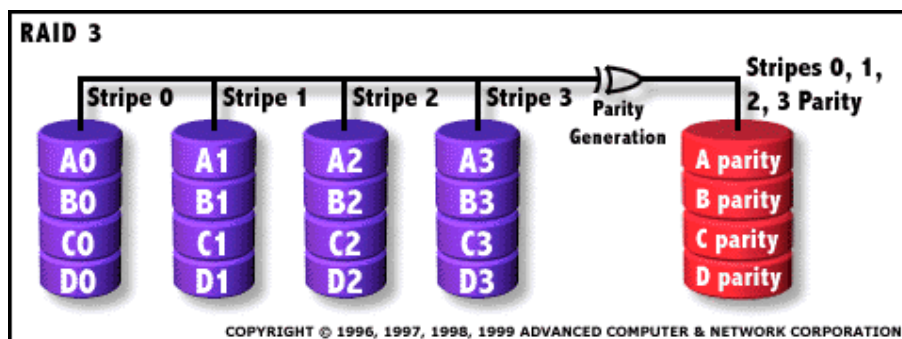 RAID 3
Stripe 0
Stripe 1
Stripe 2
Stripe 3
Parity
Generation
Stripes 0, 1,
2, 3 Parity
A0
A1
A2
A3
A parity
B0
B1
B2
B3
B parity
C0
C1
C2
C3
C parity
D0
D1
D2
D3
D parity
COPYRIGHT © 1996, 1997, 1998, 1999 ADVANCED COMPUTER & NETWORK CORPORATION